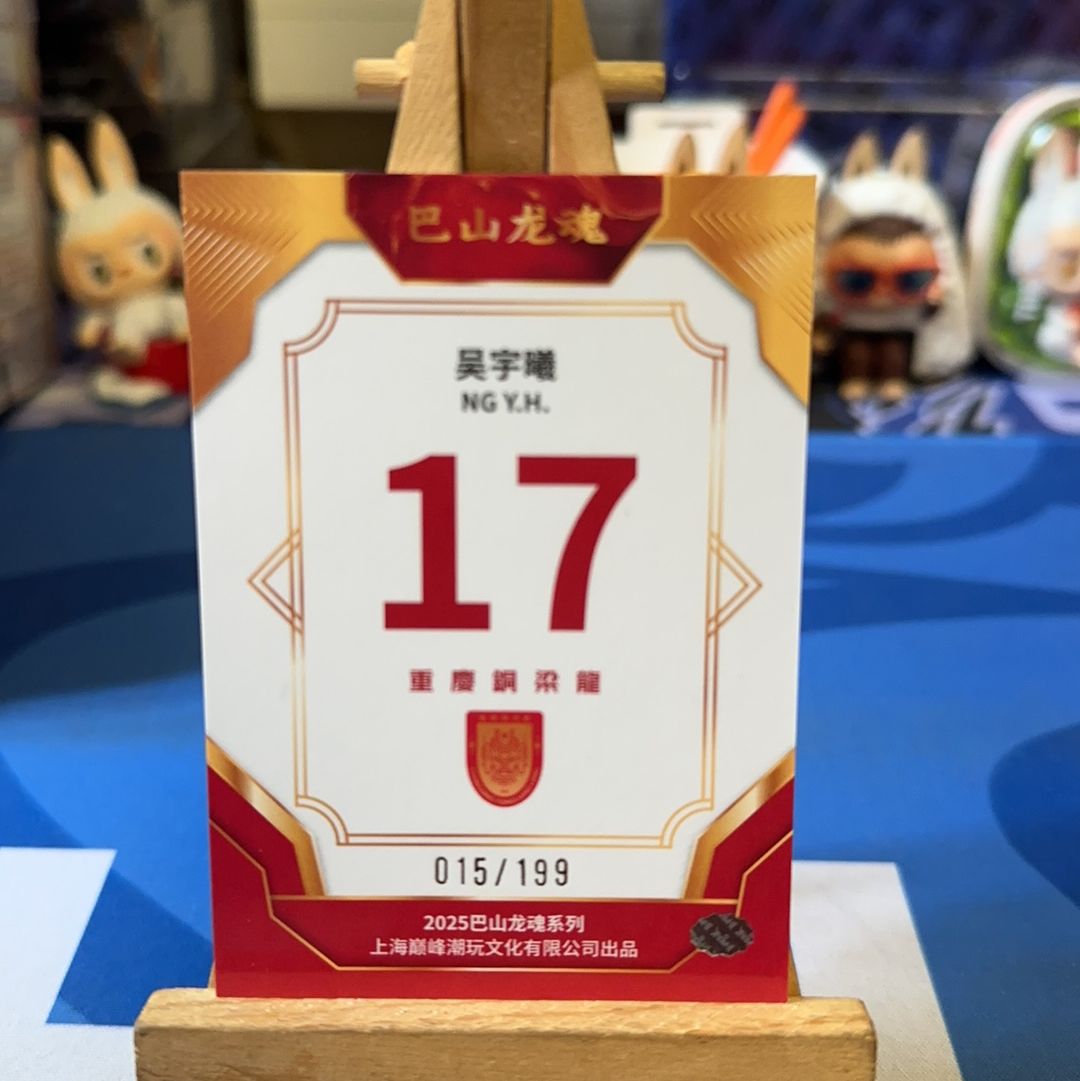 巴山龙魂
吴宇曦
NG Y.H.
17
重慶銅梁龍
015/199
2025巴山龙魂系列
上海巅峰潮玩文化有限公司出品